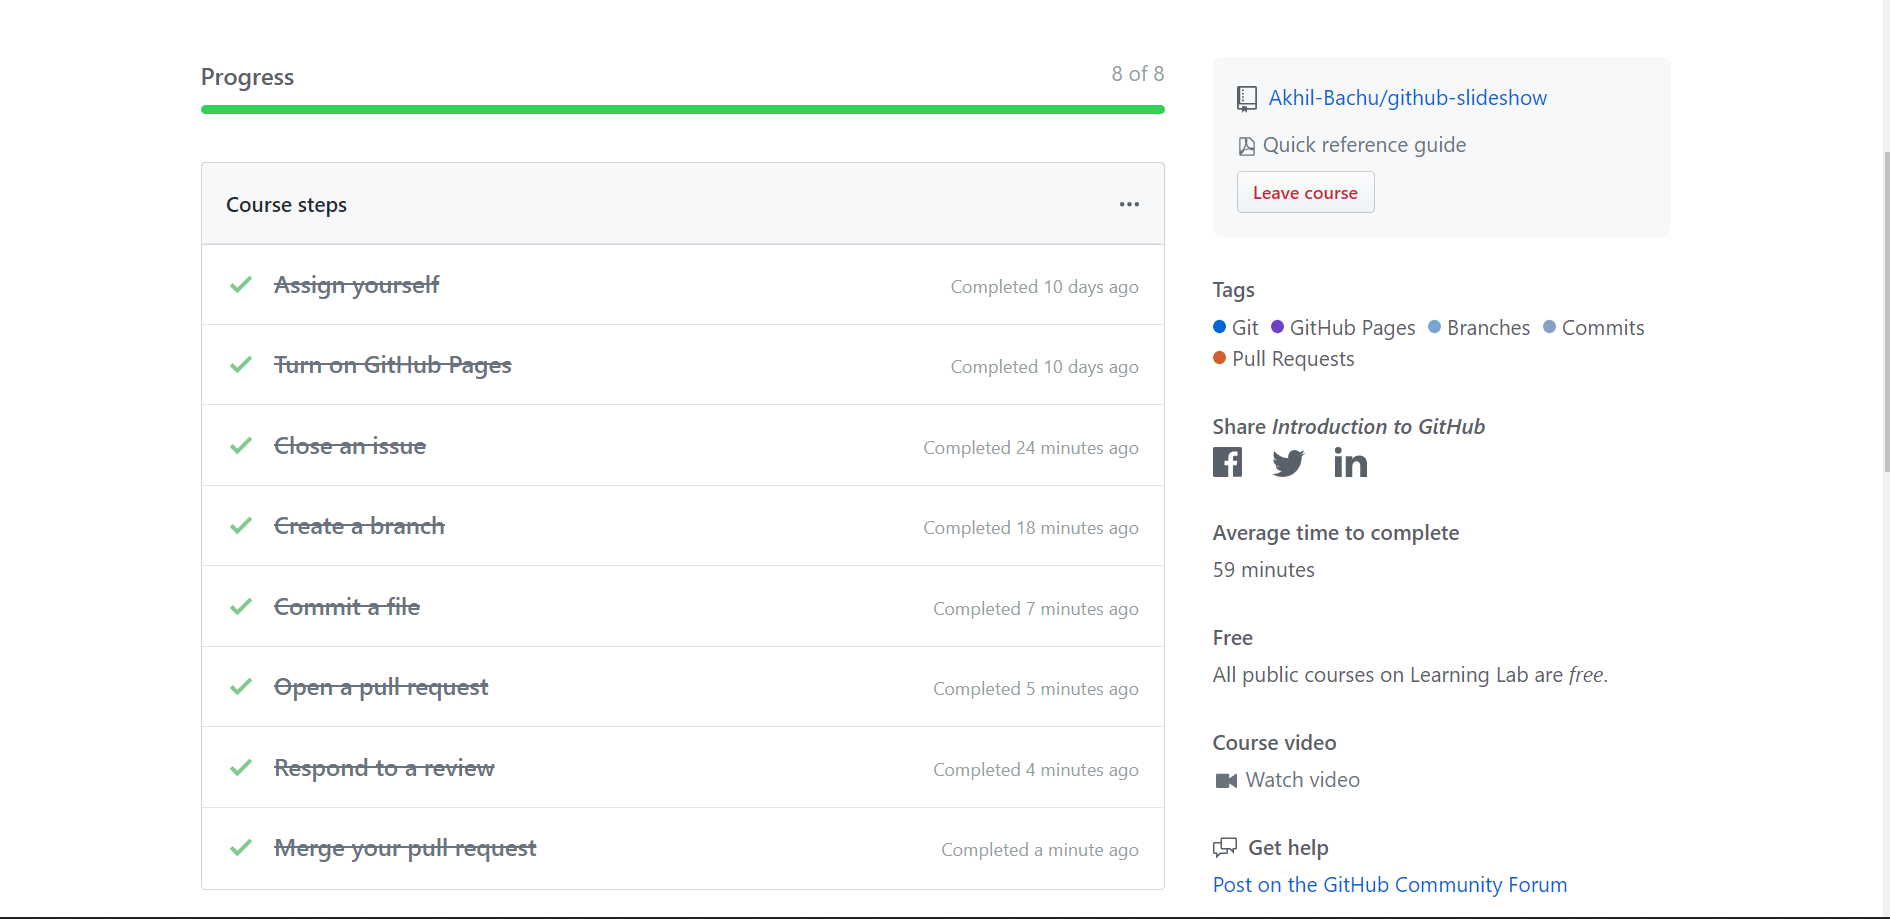 Progress
8 of 8
Course steps
Assign yourself
Completed 10 days ago
Turn on GitHub Pages
Completed 10 days ago
Close an issue
Completed 24 minutes ago
Create a branch
Completed 18 minutes ago
Commit a file
Completed 7 minutes ago
Open a pull request
Completed 5 minutes ago
Respond to a review
Completed 4 minutes ago
Merge your pull request
Completed a minute ago
Akhil-Bachu/github-slideshow
Quick reference guide
Leave course
Tags
Git GitHub Pages Branches Commits
Pull Requests
Share Introduction to GitHub
Average time to complete
59 minutes
Free
All public courses on Learning Lab are free.
Course video
Watch video
Get help
Post on the GitHub Community Forum